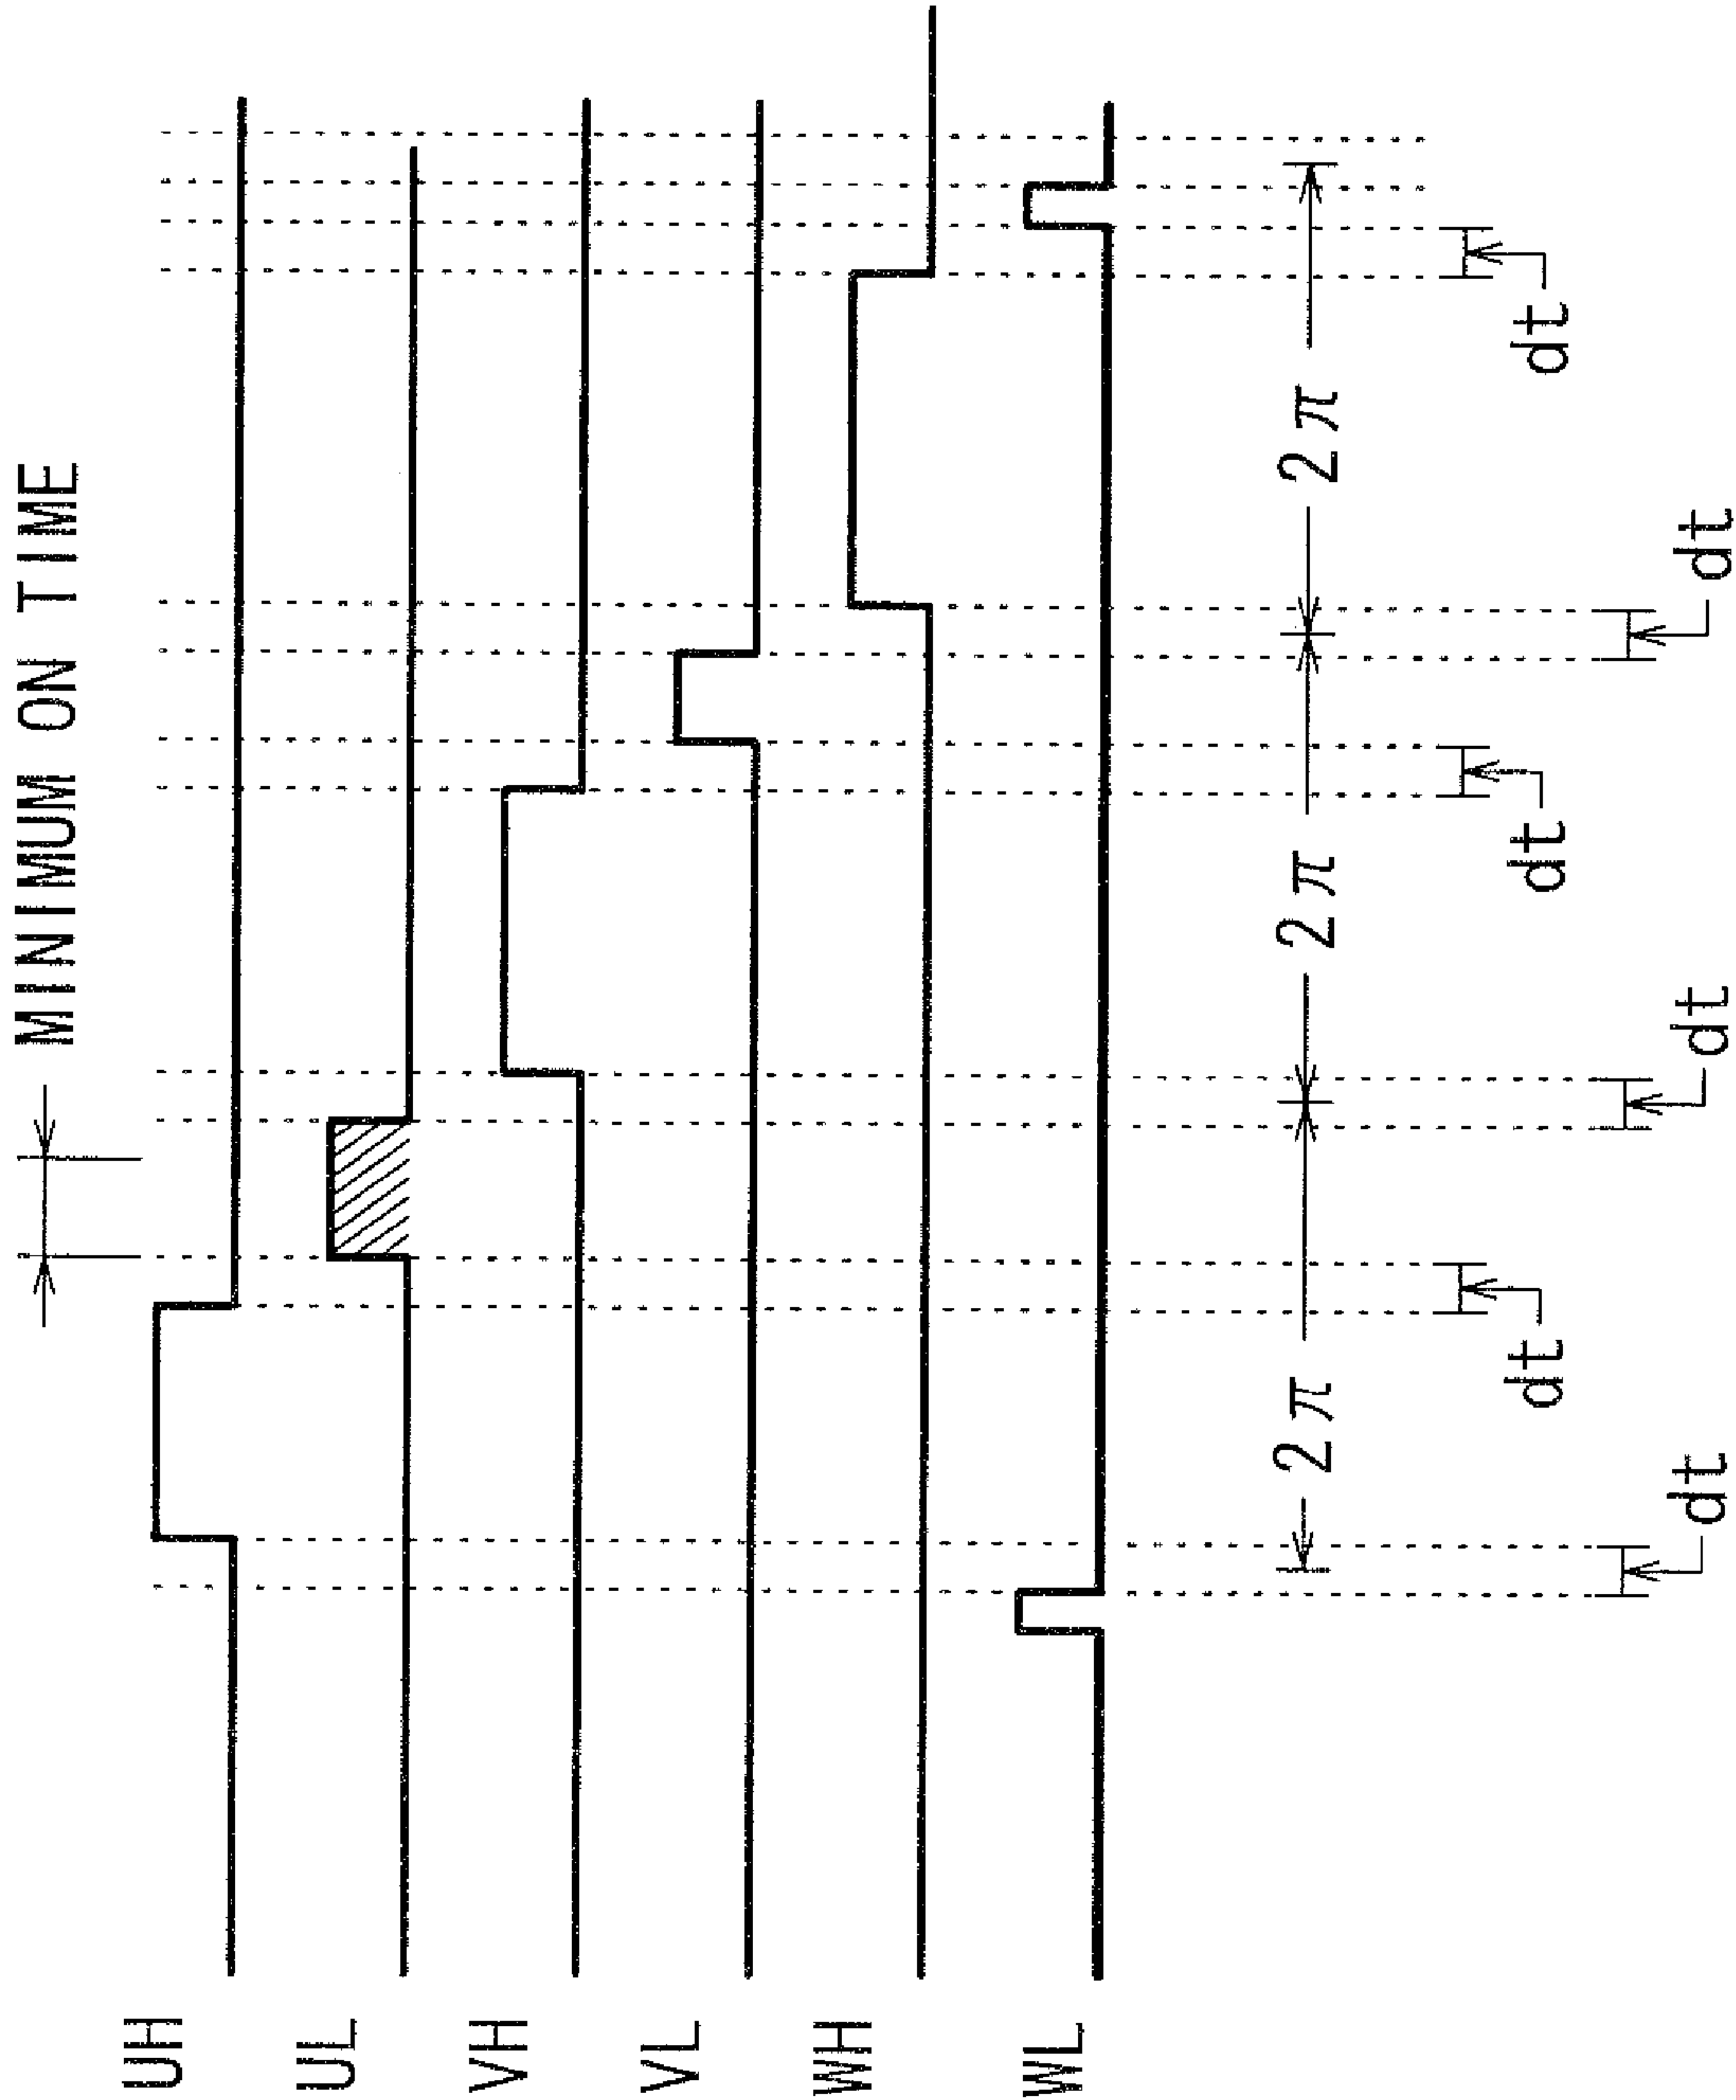 MINIMUM ON TIME
UH
UL
VH
VL
WH
WL
2π
2π
2π
dt
dt
dt
dt
dt
dt